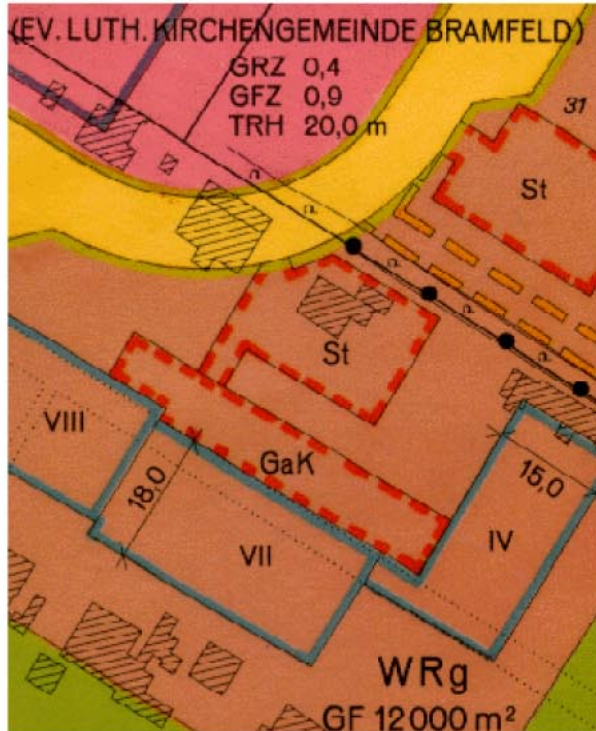 (EV. LUTH. KIRCHENGEMEINDE BRAMFELD)
GRZ 0,4
GFZ 0,9
TRH 20,0 m
31
St
St
VIII
GaK
15,0
18,0
VII
IV
WRg
GF 12000 m²